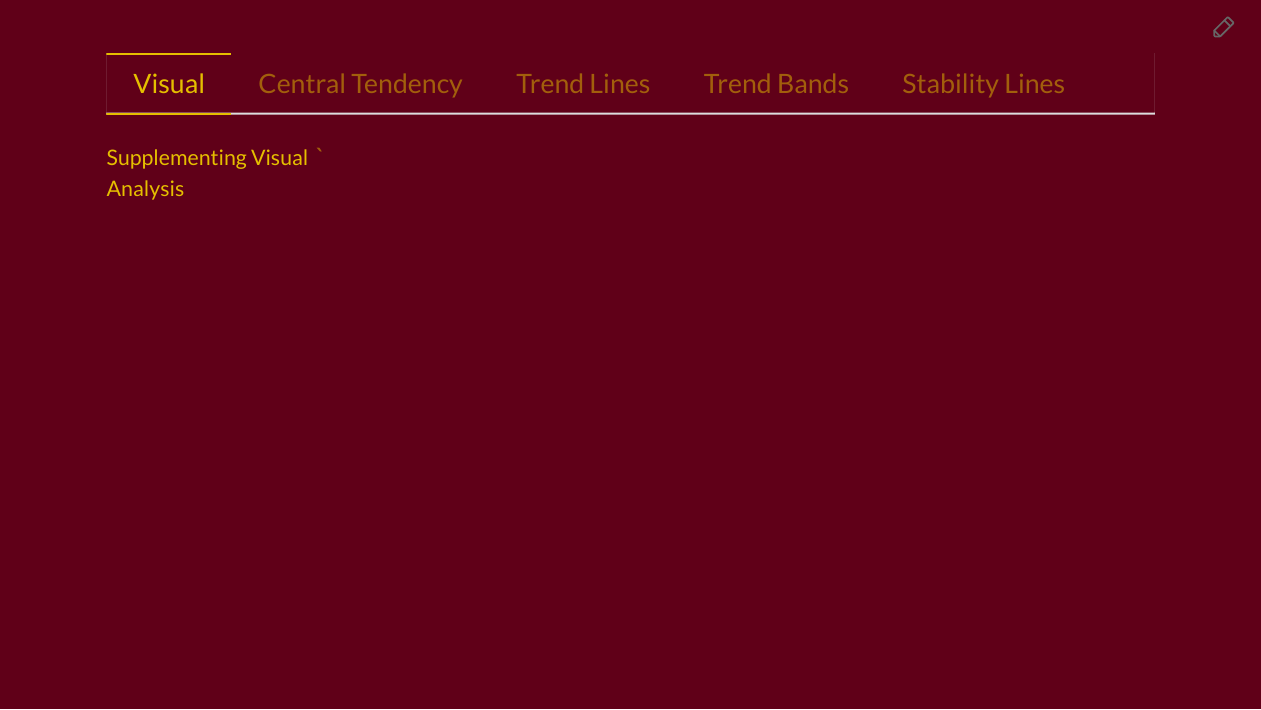 Visual Central Tendency Trend Lines Trend Bands Stability Lines
Supplementing Visual `
Analysis